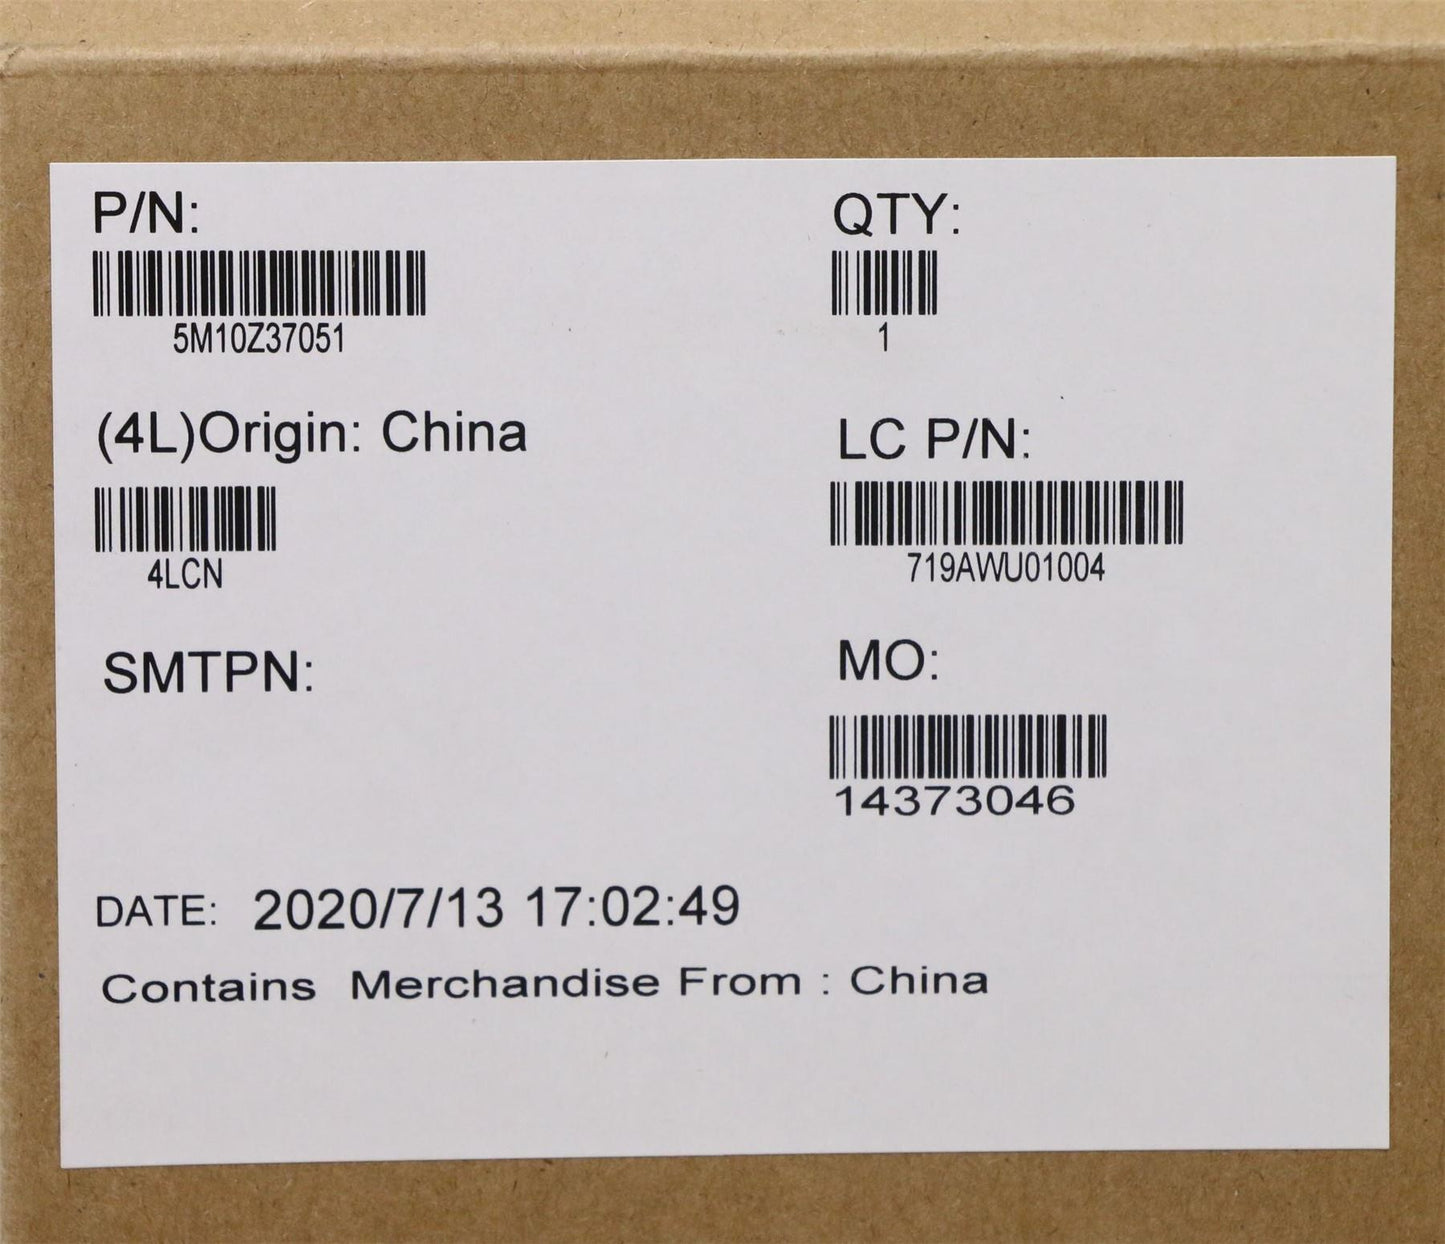 P/N:
5M10Z37051
QTY:
1
(4L)Origin: China
4LCN
LC P/N:
719AWU01004
SMTPN:
MO:
14373046
DATE: 2020/7/13 17:02:49
Contains Merchandise From : China